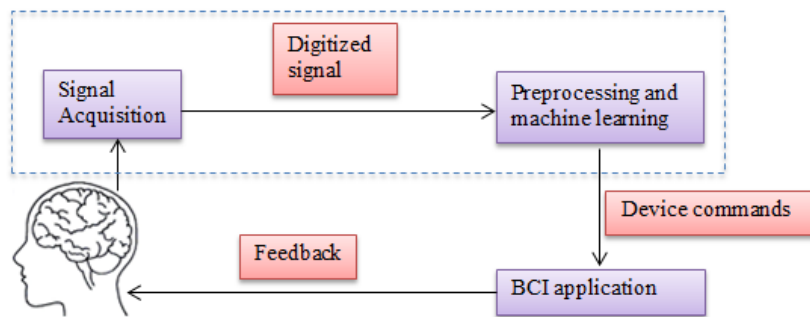 Digitized
signal
Signal
Acquisition
Preprocessing and
machine learning
Device commands
Feedback
BCI application